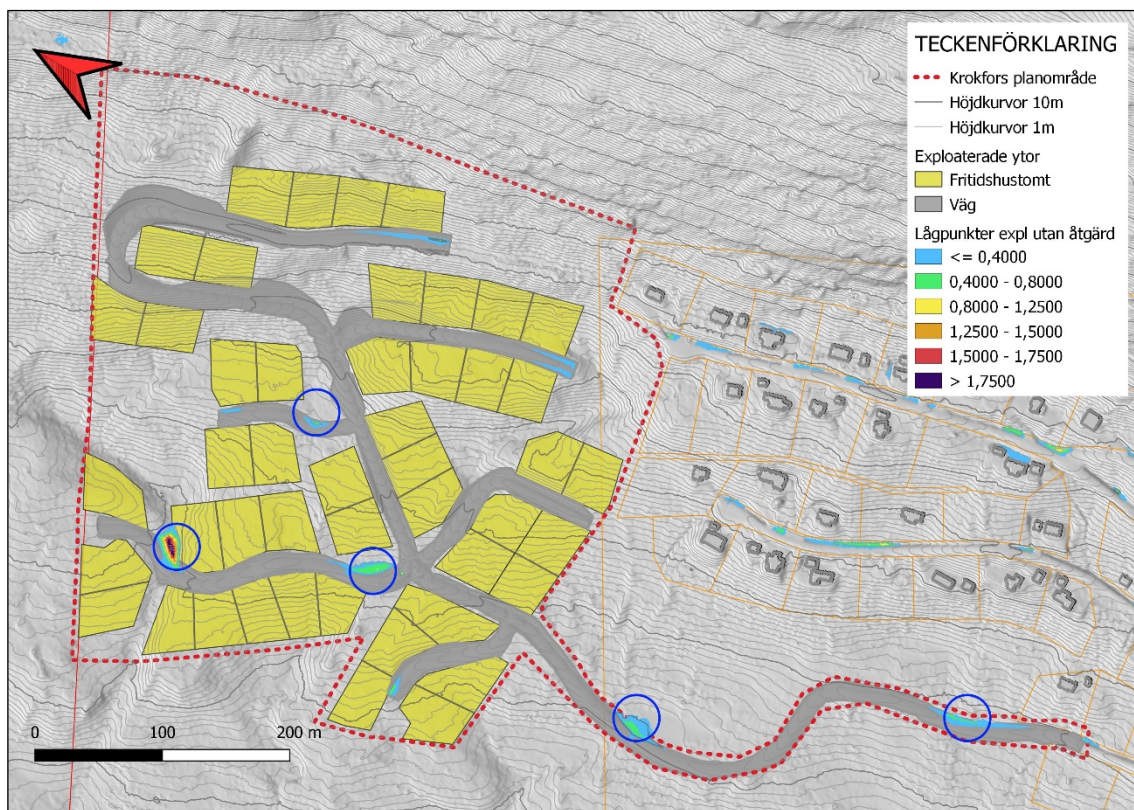 TECKENFÖRKLARING
Krokfors planområde
Höjdkurvor 10m
Höjdkurvor 1m
Exploaterade ytor
Fritidshustomt
Väg
Lågpunkter expl utan åtgärd
<= 0,4000
0,4000 - 0,8000
0,8000 - 1,2500
1,2500 - 1,5000
1,5000 - 1,7500
> 1,7500
0 100 200 m